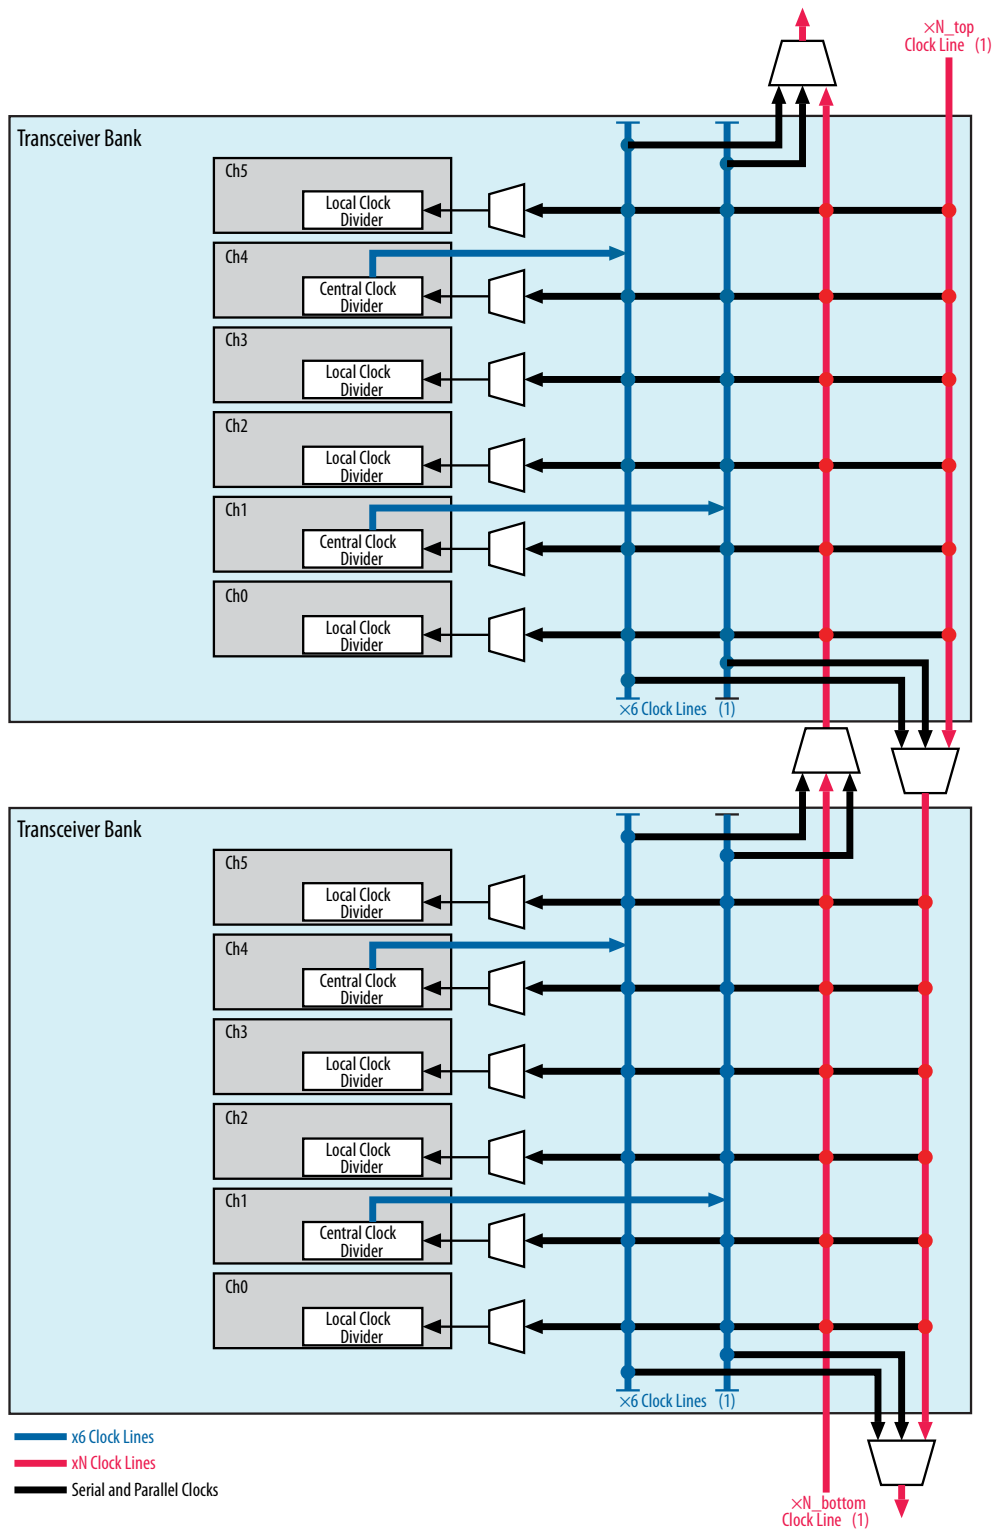 ×N_top
Clock Line (1)
Transceiver Bank
Ch5
Local Clock
Divider
Ch4
Central Clock
Divider
Ch3
Local Clock
Divider
Ch2
Local Clock
Divider
Ch1
Central Clock
Divider
Ch0
Local Clock
Divider
×6 Clock Lines (1)
Transceiver Bank
Ch5
Local Clock
Divider
Ch4
Central Clock
Divider
Ch3
Local Clock
Divider
Ch2
Local Clock
Divider
Ch1
Central Clock
Divider
Ch0
Local Clock
Divider
×6 Clock Lines (1)
x6 Clock Lines
xN Clock Lines
Serial and Parallel Clocks
×N_bottom
Clock Line (1)